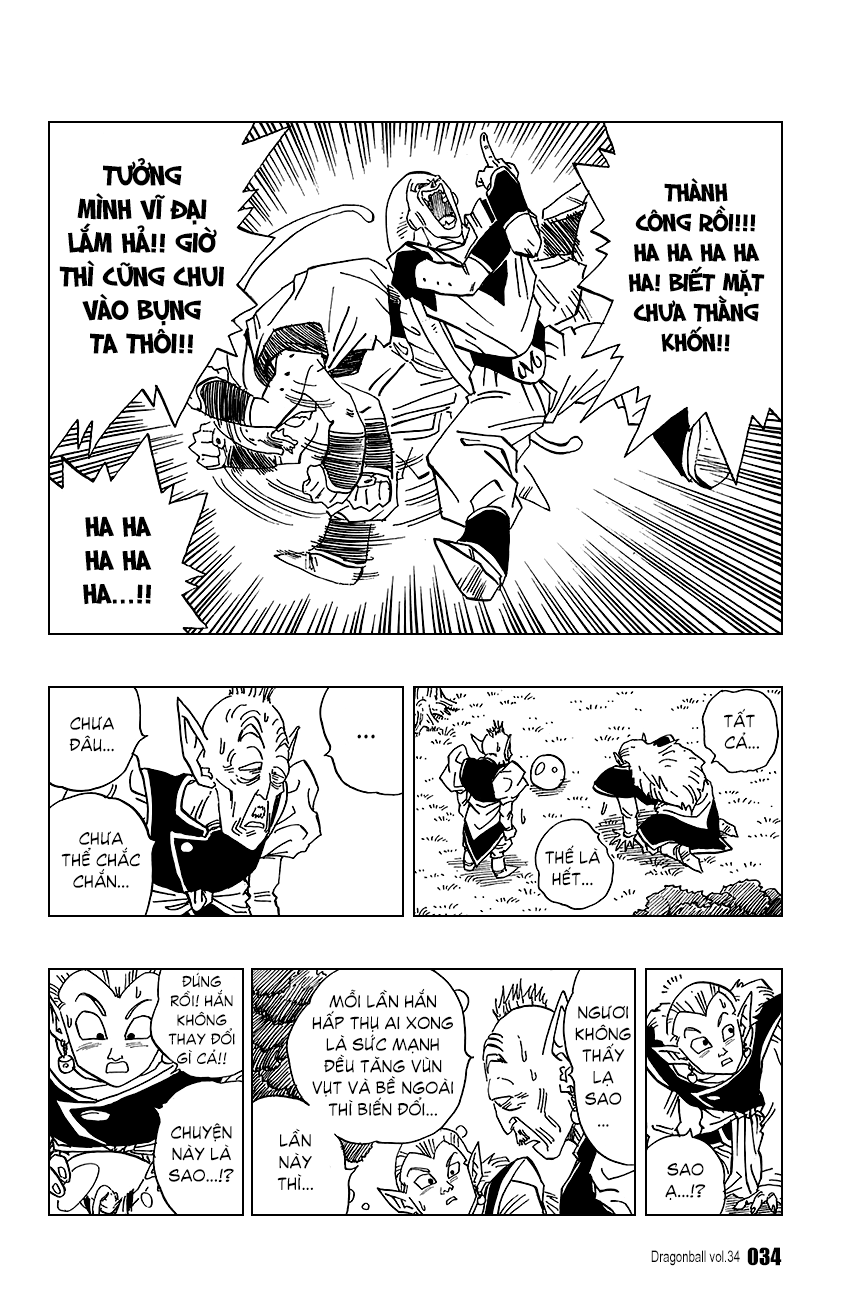 THÀNH
CÔNG RỒI!!!
HA HA HA HA
HA! BIẾT MẶT
CHƯA THẰNG
KHỐN!!
TƯỞNG
MÌNH VĨ ĐẠI
LẮM HẢ!! GIỜ
THÌ CŨNG CHUI
VÀO BỤNG
TA THÔI!!
HA HA
HA HA
HA...!!
TẤT
CẢ...
THẾ LÀ
HẾT...
...
CHƯA
ĐÂU...
CHƯA
THỂ CHẮC
CHẮN...
SAO
Ạ...!?
NGƯƠI
KHÔNG
THẤY
LẠ
SAO
...
MỖI LẦN HẮN
HẤP THỤ AI XONG
LÀ SỨC MẠNH
ĐỀU TĂNG VÙN
VỤT VÀ BỀ NGOÀI
THÌ BIẾN ĐỔI...
LẦN
NÀY
THÌ...
ĐÚNG
RỒI! HẮN
KHÔNG
THAY ĐỔI
GÌ CẢ!!
CHUYỆN
NÀY LÀ
SAO...!?
Dragonball vol.34 034